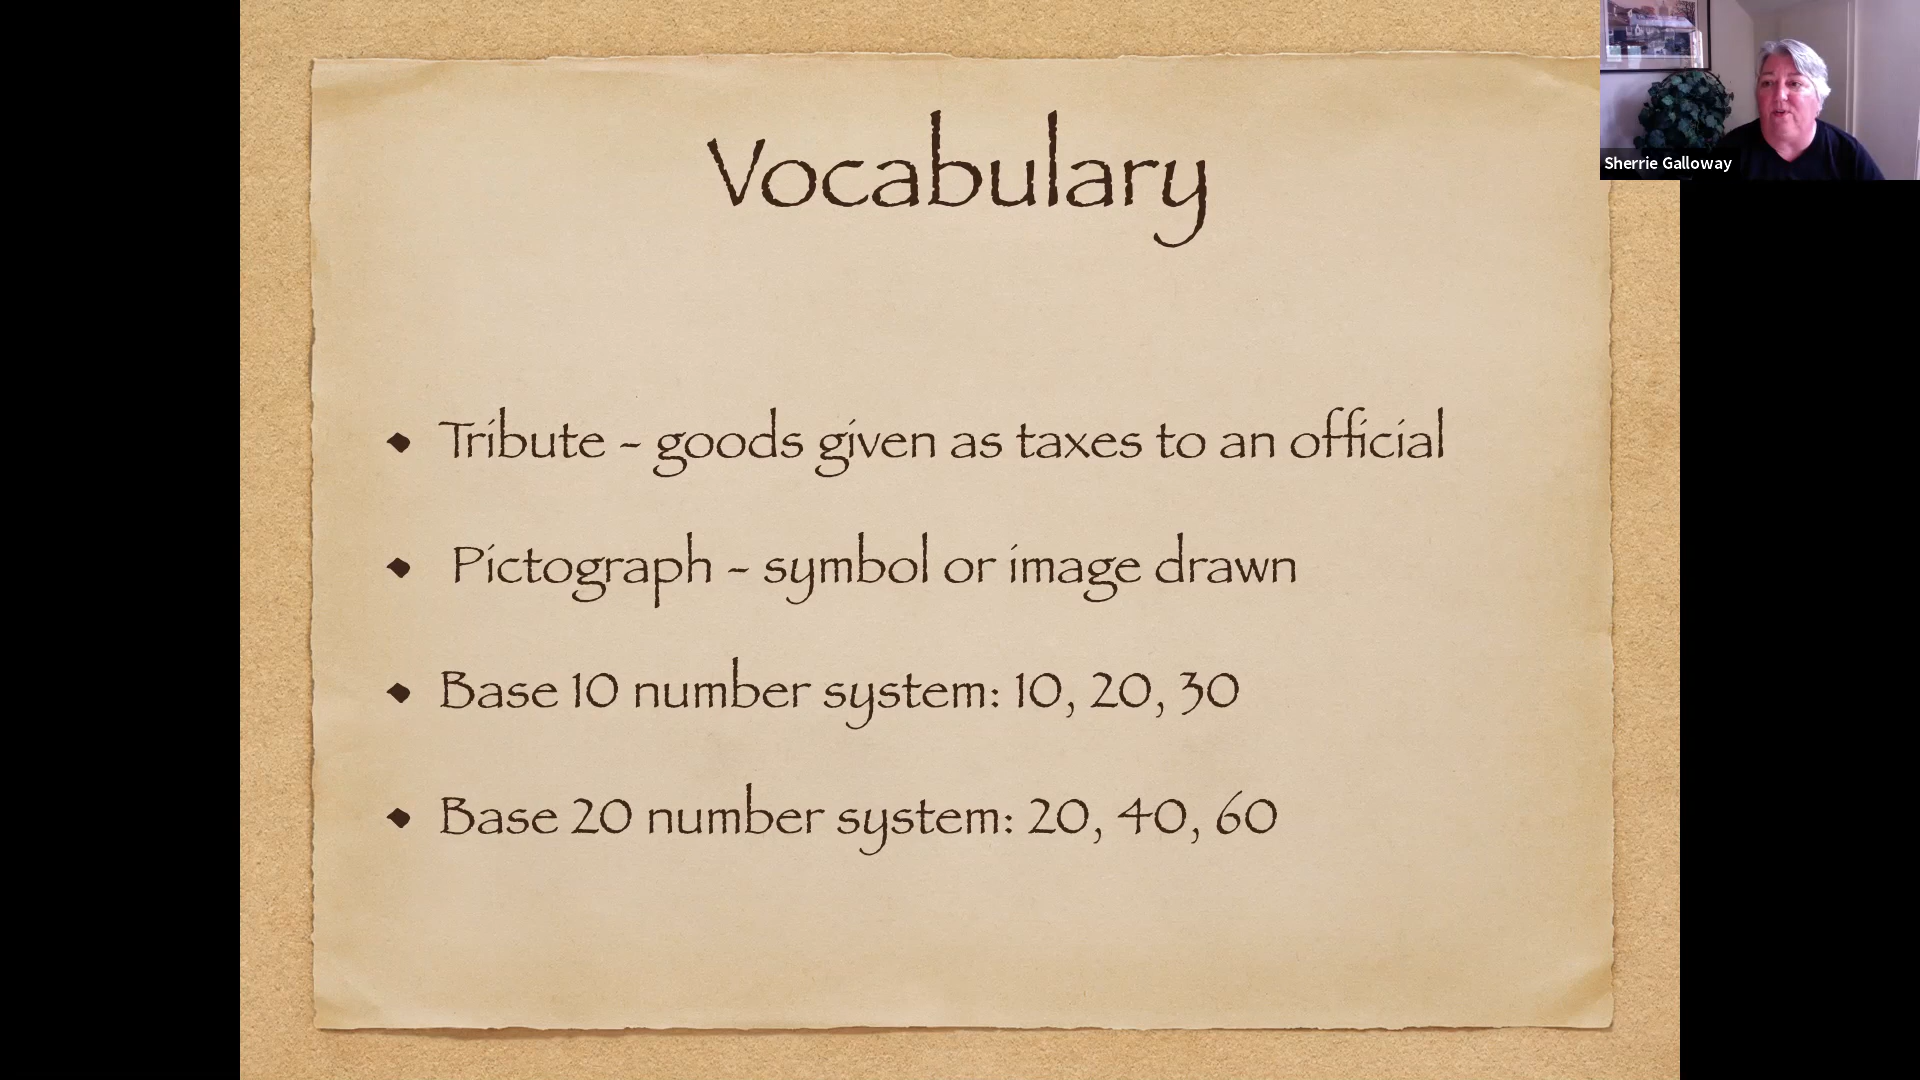 Vocabulary
Sherrie Galloway
• Tribute - goods given as taxes to an official
• Pictograph - symbol or image drawn
• Base 10 number system: 10, 20, 30
• Base 20 number system: 20, 40, 60